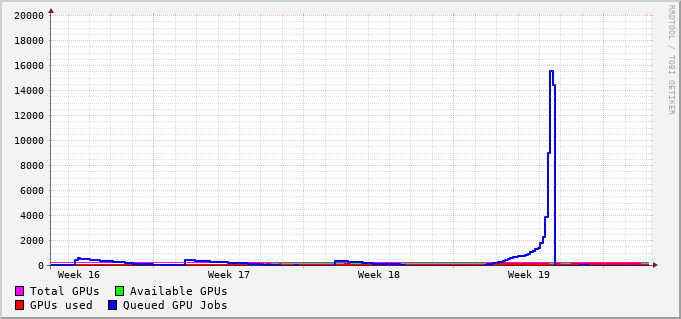 20000
18000
16000
14000
12000
10000
8000
6000
4000
2000
0
Week 16 Week 17 Week 18 Week 19
Total GPUs Available GPUs
GPUs used Queued GPU Jobs
RRDTOOL / TOBI OETIKER